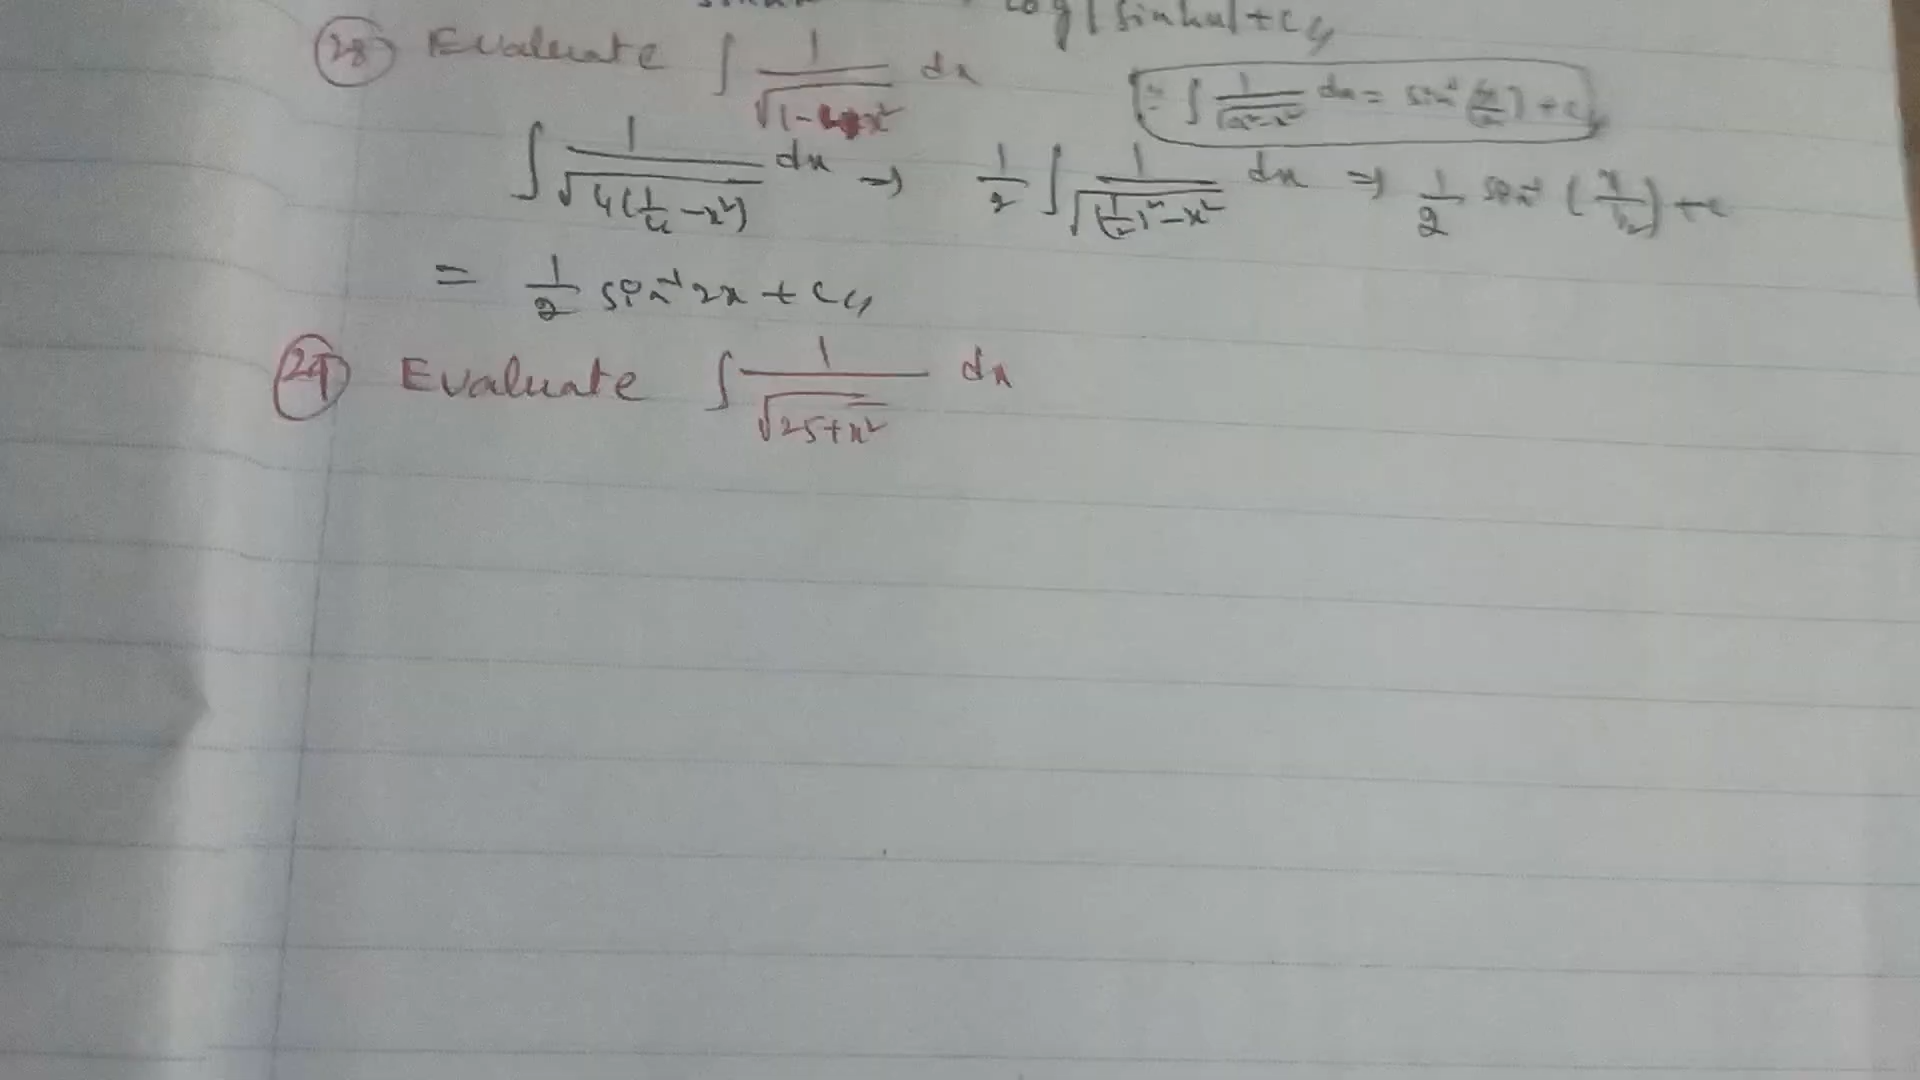 log|sinhx|+c//
(28) Evaluate ∫ 1/√(1-4x²) dx
∵ ∫ 1/√(a²-x²) dx = sin⁻¹(x/a) + c//
∫ 1/√(4(1/4 - x²)) dx ⇒ 1/2 ∫ 1/√((1/2)² - x²) dx ⇒ 1/2 sin⁻¹(x/(1/2)) + c
= 1/2 sin⁻¹ 2x + c//
(29) Evaluate ∫ 1/√(25+x²) dx